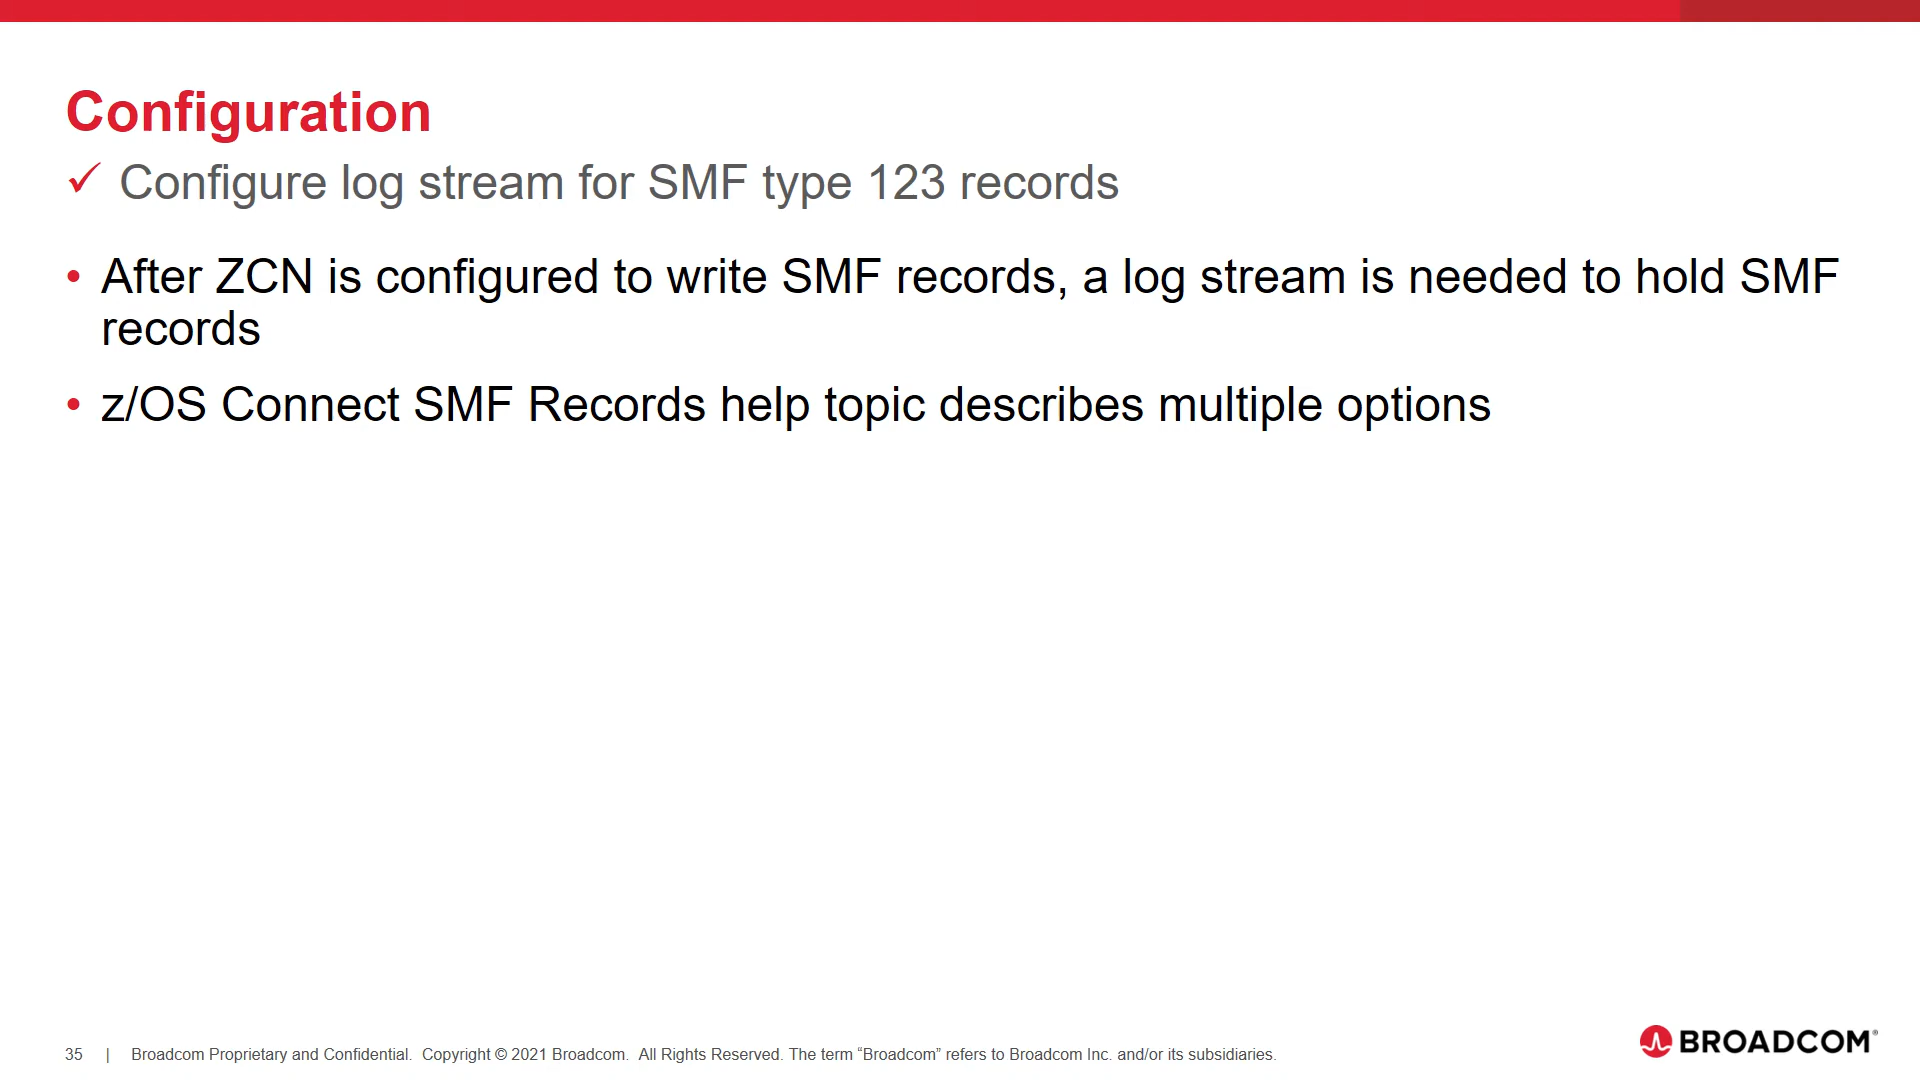 Configuration
✓ Configure log stream for SMF type 123 records
• After ZCN is configured to write SMF records, a log stream is needed to hold SMF
records
• z/OS Connect SMF Records help topic describes multiple options
35 | Broadcom Proprietary and Confidential. Copyright © 2021 Broadcom. All Rights Reserved. The term “Broadcom” refers to Broadcom Inc. and/or its subsidiaries.
BROADCOM®